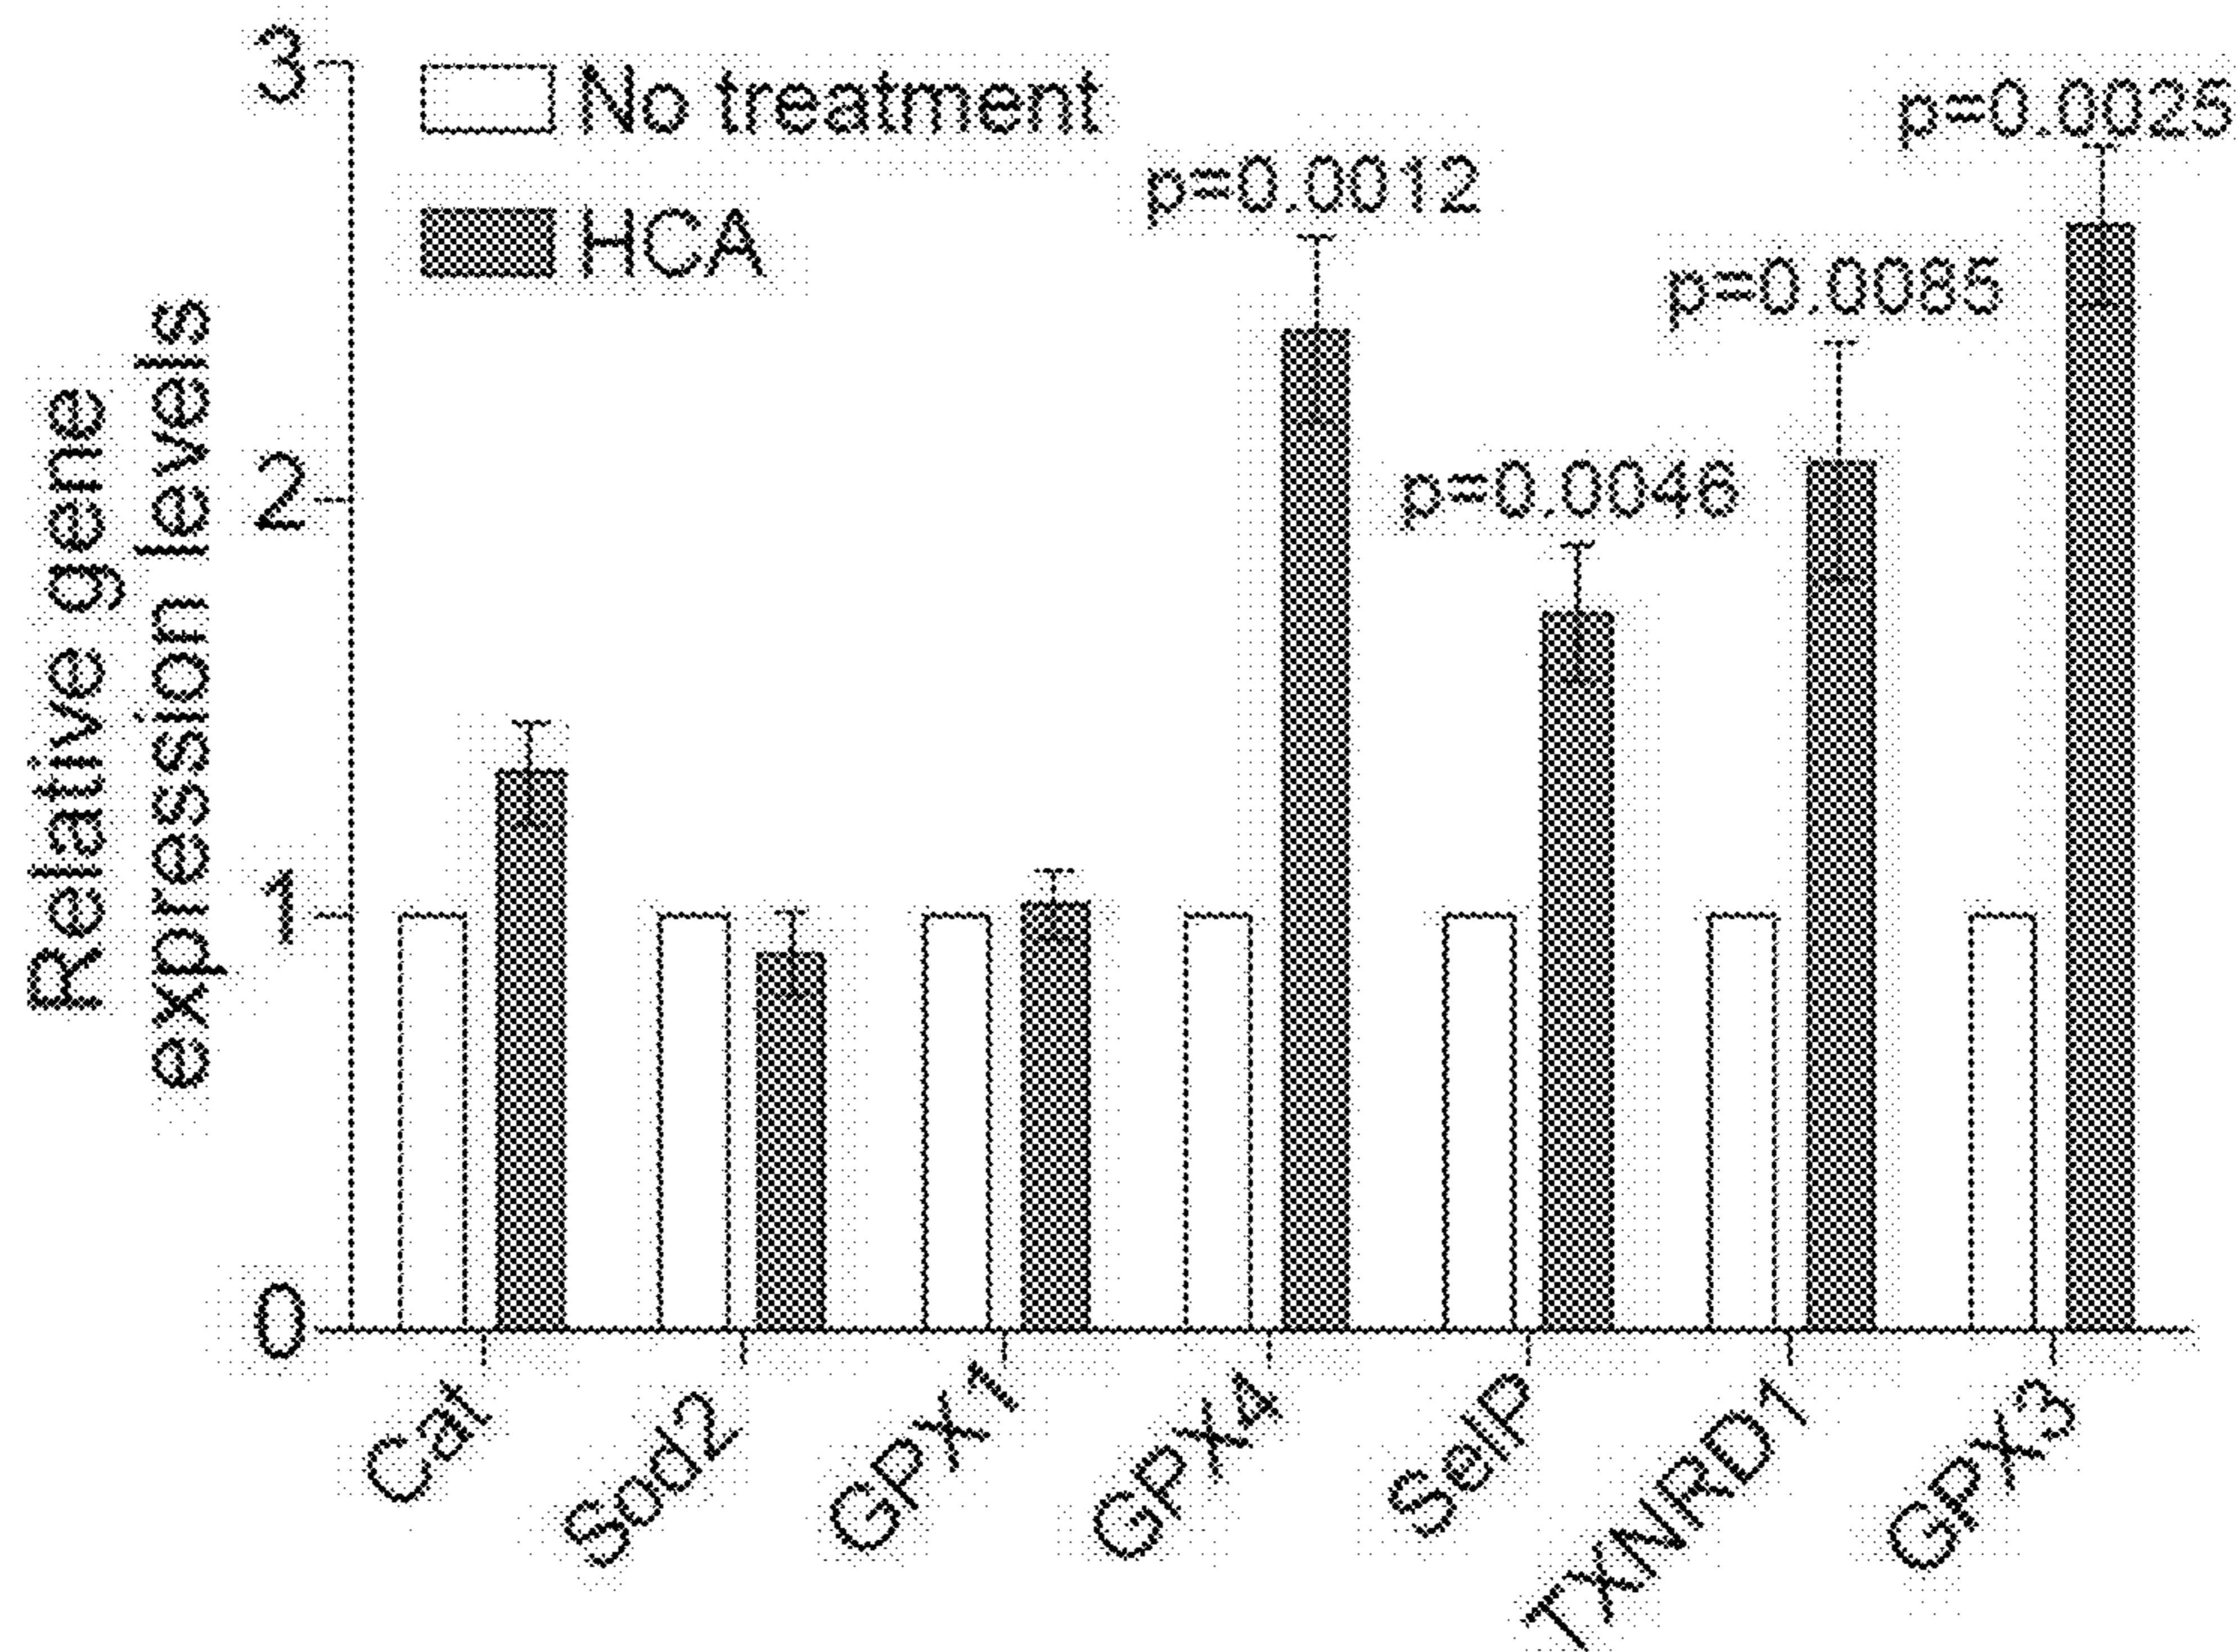 Relative gene
expression levels
3
2
1
0
No treatment
HCA
p=0.0012
p=0.0046
p=0.0085
p=0.0025
Cat
Sod2
GPX1
GPX4
SelP
TXNRD1
GPX3